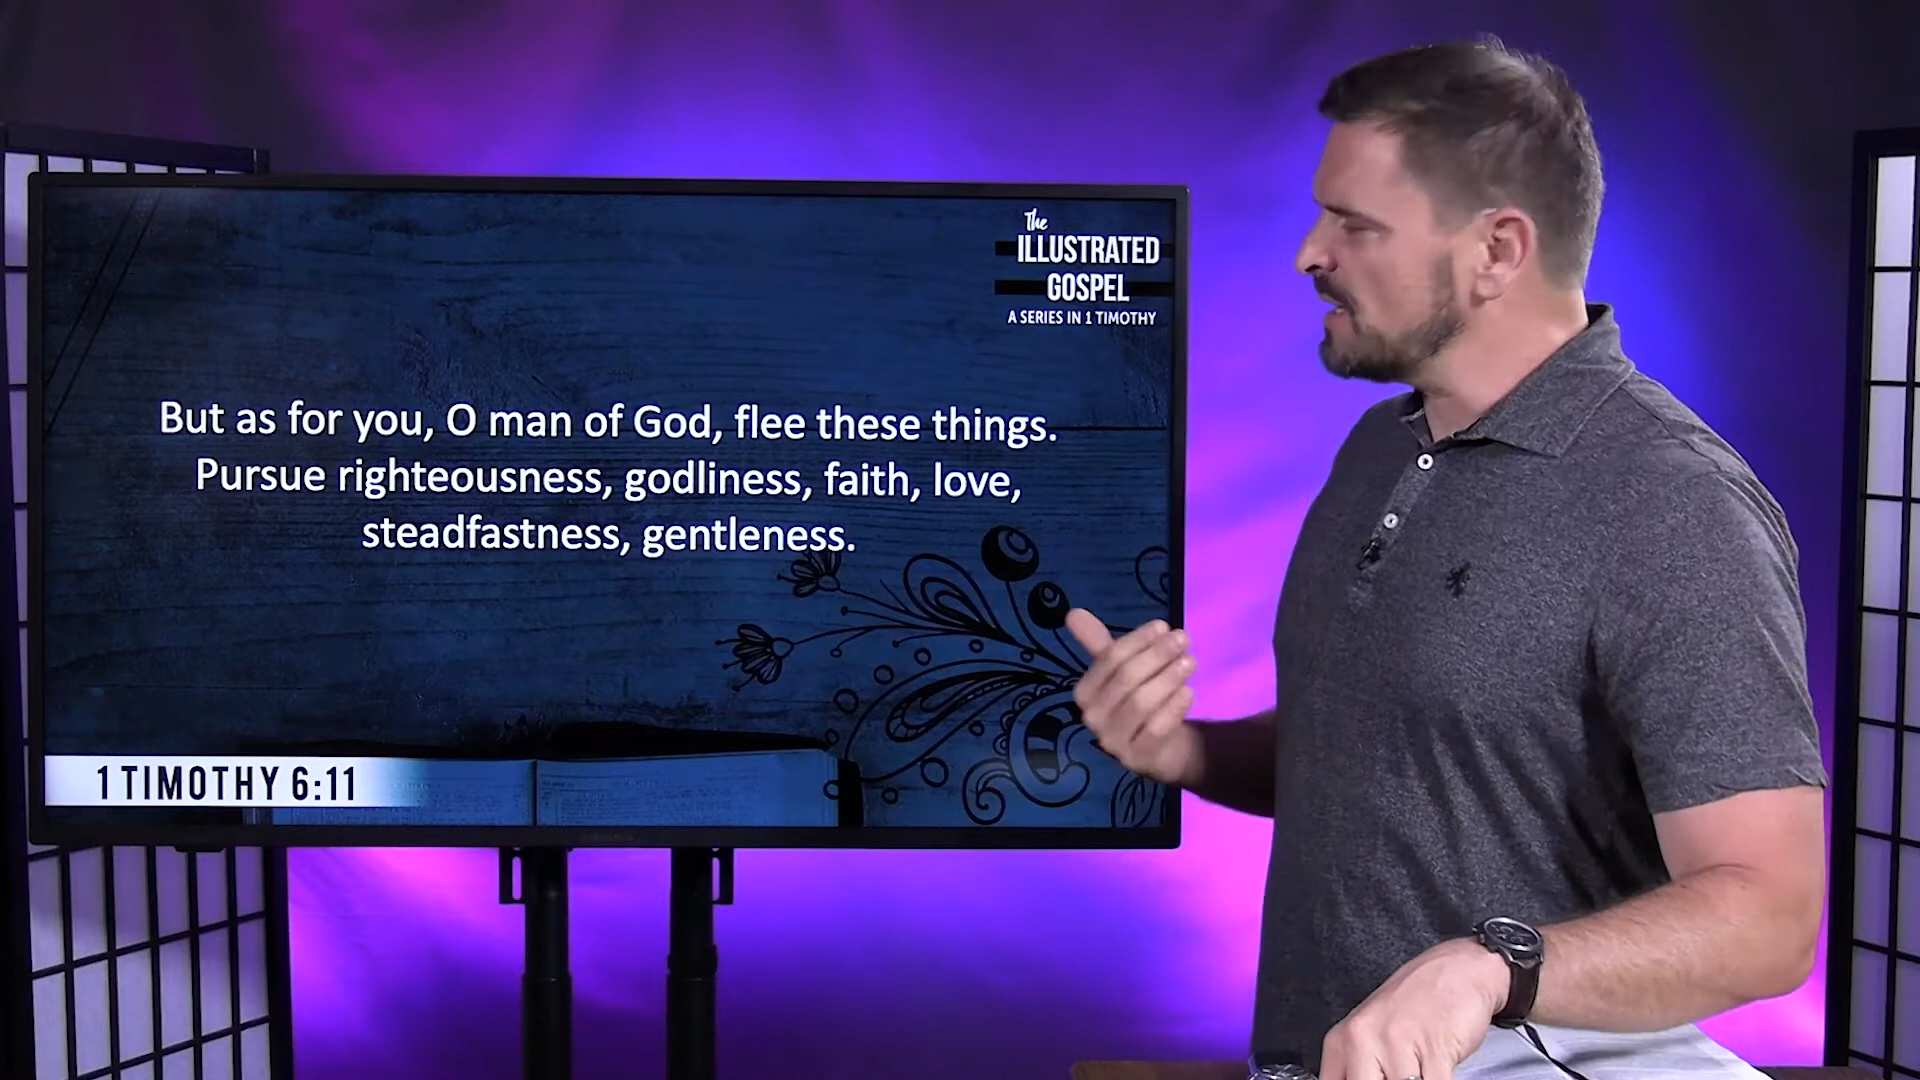 The
ILLUSTRATED
GOSPEL
A SERIES IN 1 TIMOTHY
But as for you, O man of God, flee these things.
Pursue righteousness, godliness, faith, love,
steadfastness, gentleness.
1 TIMOTHY 6:11